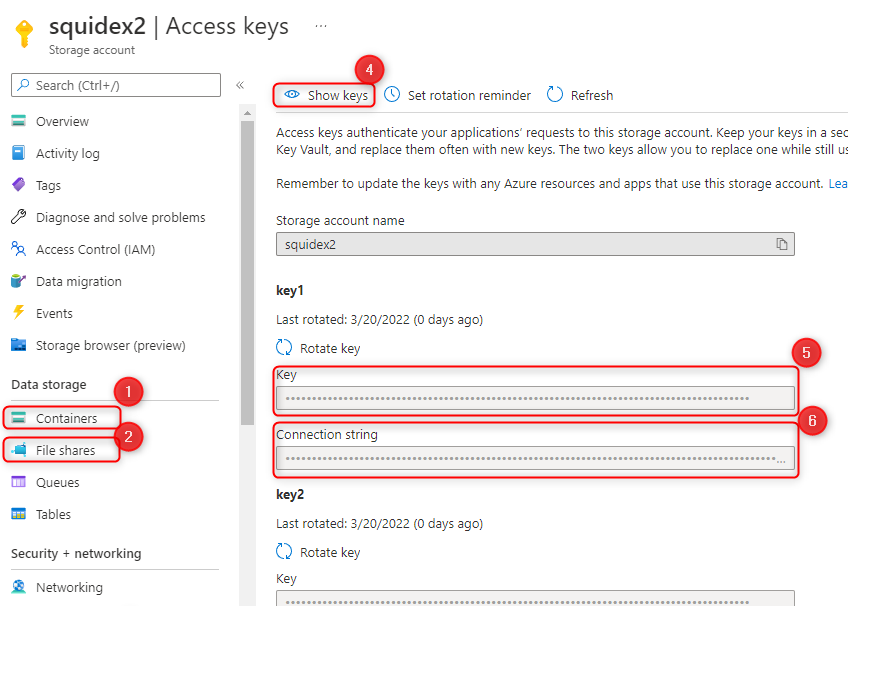 squidex2 | Access keys ...
Storage account
Search (Ctrl+/)
«
Overview
Activity log
Tags
Diagnose and solve problems
Access Control (IAM)
Data migration
Events
Storage browser (preview)
Data storage
1
Containers
2
File shares
Queues
Tables
Security + networking
Networking
4
Show keys
Set rotation reminder
Refresh
Access keys authenticate your applications' requests to this storage account. Keep your keys in a sec
Key Vault, and replace them often with new keys. The two keys allow you to replace one while still us
Remember to update the keys with any Azure resources and apps that use this storage account. Lea
Storage account name
squidex2
key1
Last rotated: 3/20/2022 (0 days ago)
Rotate key
5
Key
6
Connection string
...
key2
Last rotated: 3/20/2022 (0 days ago)
Rotate key
Key